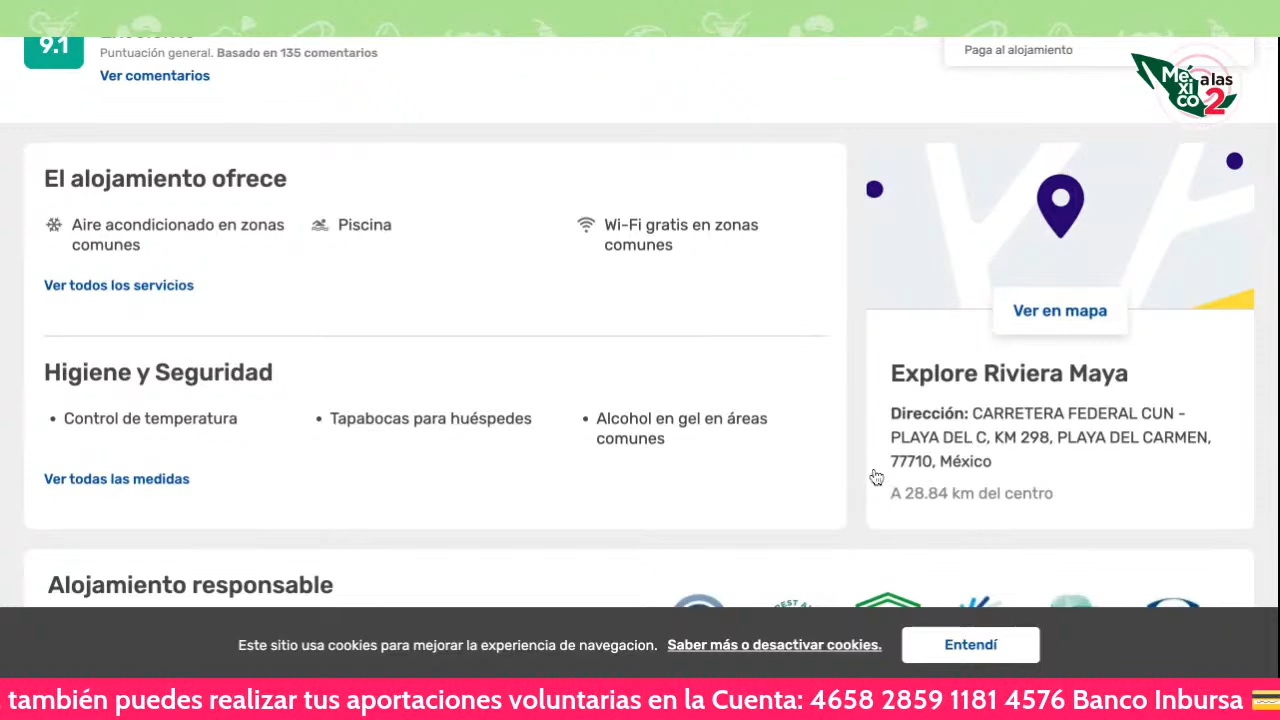 9.1
Puntuación general. Basado en 135 comentarios
Ver comentarios
Paga al alojamiento
Mé
xi
co
a las
2
El alojamiento ofrece
Aire acondicionado en zonas
comunes
Piscina
Wi-Fi gratis en zonas
comunes
Ver todos los servicios
Higiene y Seguridad
• Control de temperatura
• Tapabocas para huéspedes
• Alcohol en gel en áreas
comunes
Ver todas las medidas
Ver en mapa
Explore Riviera Maya
Dirección: CARRETERA FEDERAL CUN -
PLAYA DEL C, KM 298, PLAYA DEL CARMEN,
77710, México
A 28.84 km del centro
Alojamiento responsable
Este sitio usa cookies para mejorar la experiencia de navegacion. Saber más o desactivar cookies.
Entendí
también puedes realizar tus aportaciones voluntarias en la Cuenta: 4658 2859 1181 4576 Banco Inbursa